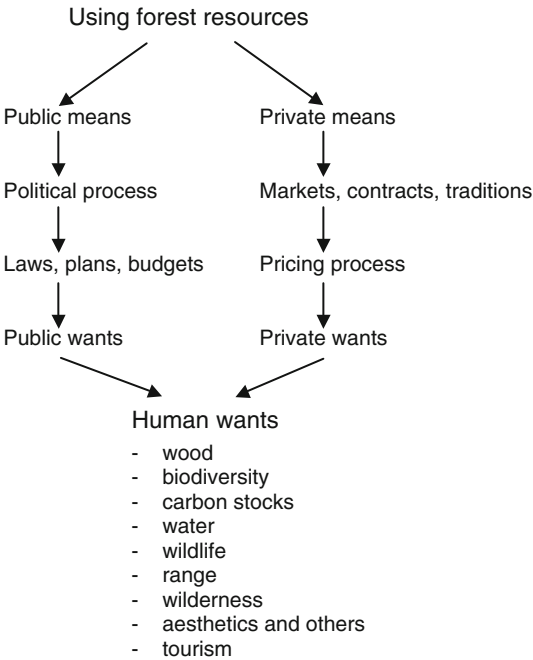 Using forest resources
Public means
Private means
Political process
Markets, contracts, traditions
Laws, plans, budgets
Pricing process
Public wants
Private wants
Human wants
- wood
- biodiversity
- carbon stocks
- water
- wildlife
- range
- wilderness
- aesthetics and others
- tourism